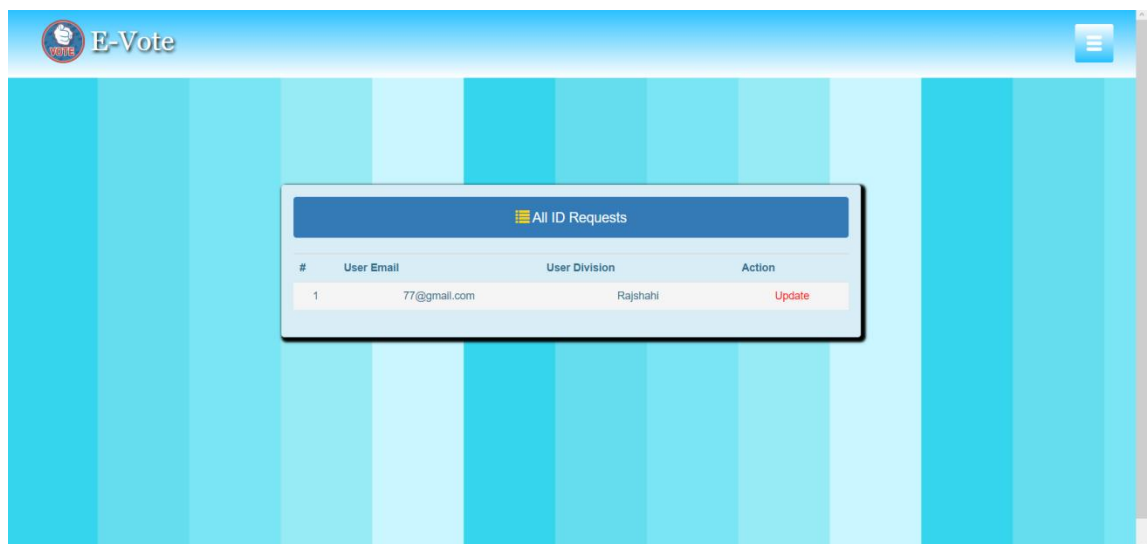 VOTE E-Vote
All ID Requests
# User Email User Division Action
1 77@gmail.com Rajshahi Update